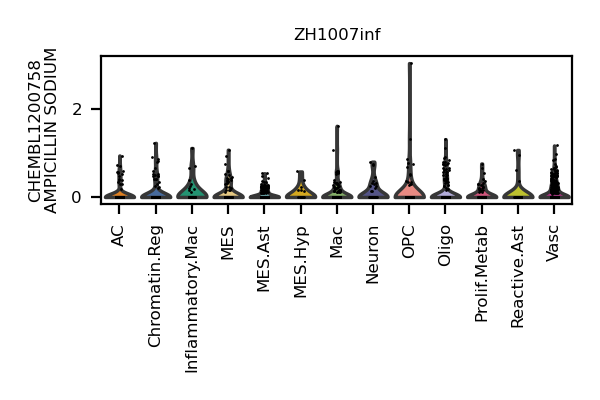 ZH1007inf
CHEMBL1200758
AMPICILLIN SODIUM
2
0
AC
Chromatin.Reg
Inflammatory.Mac
MES
MES.Ast
MES.Hyp
Mac
Neuron
OPC
Oligo
Prolif.Metab
Reactive.Ast
Vasc